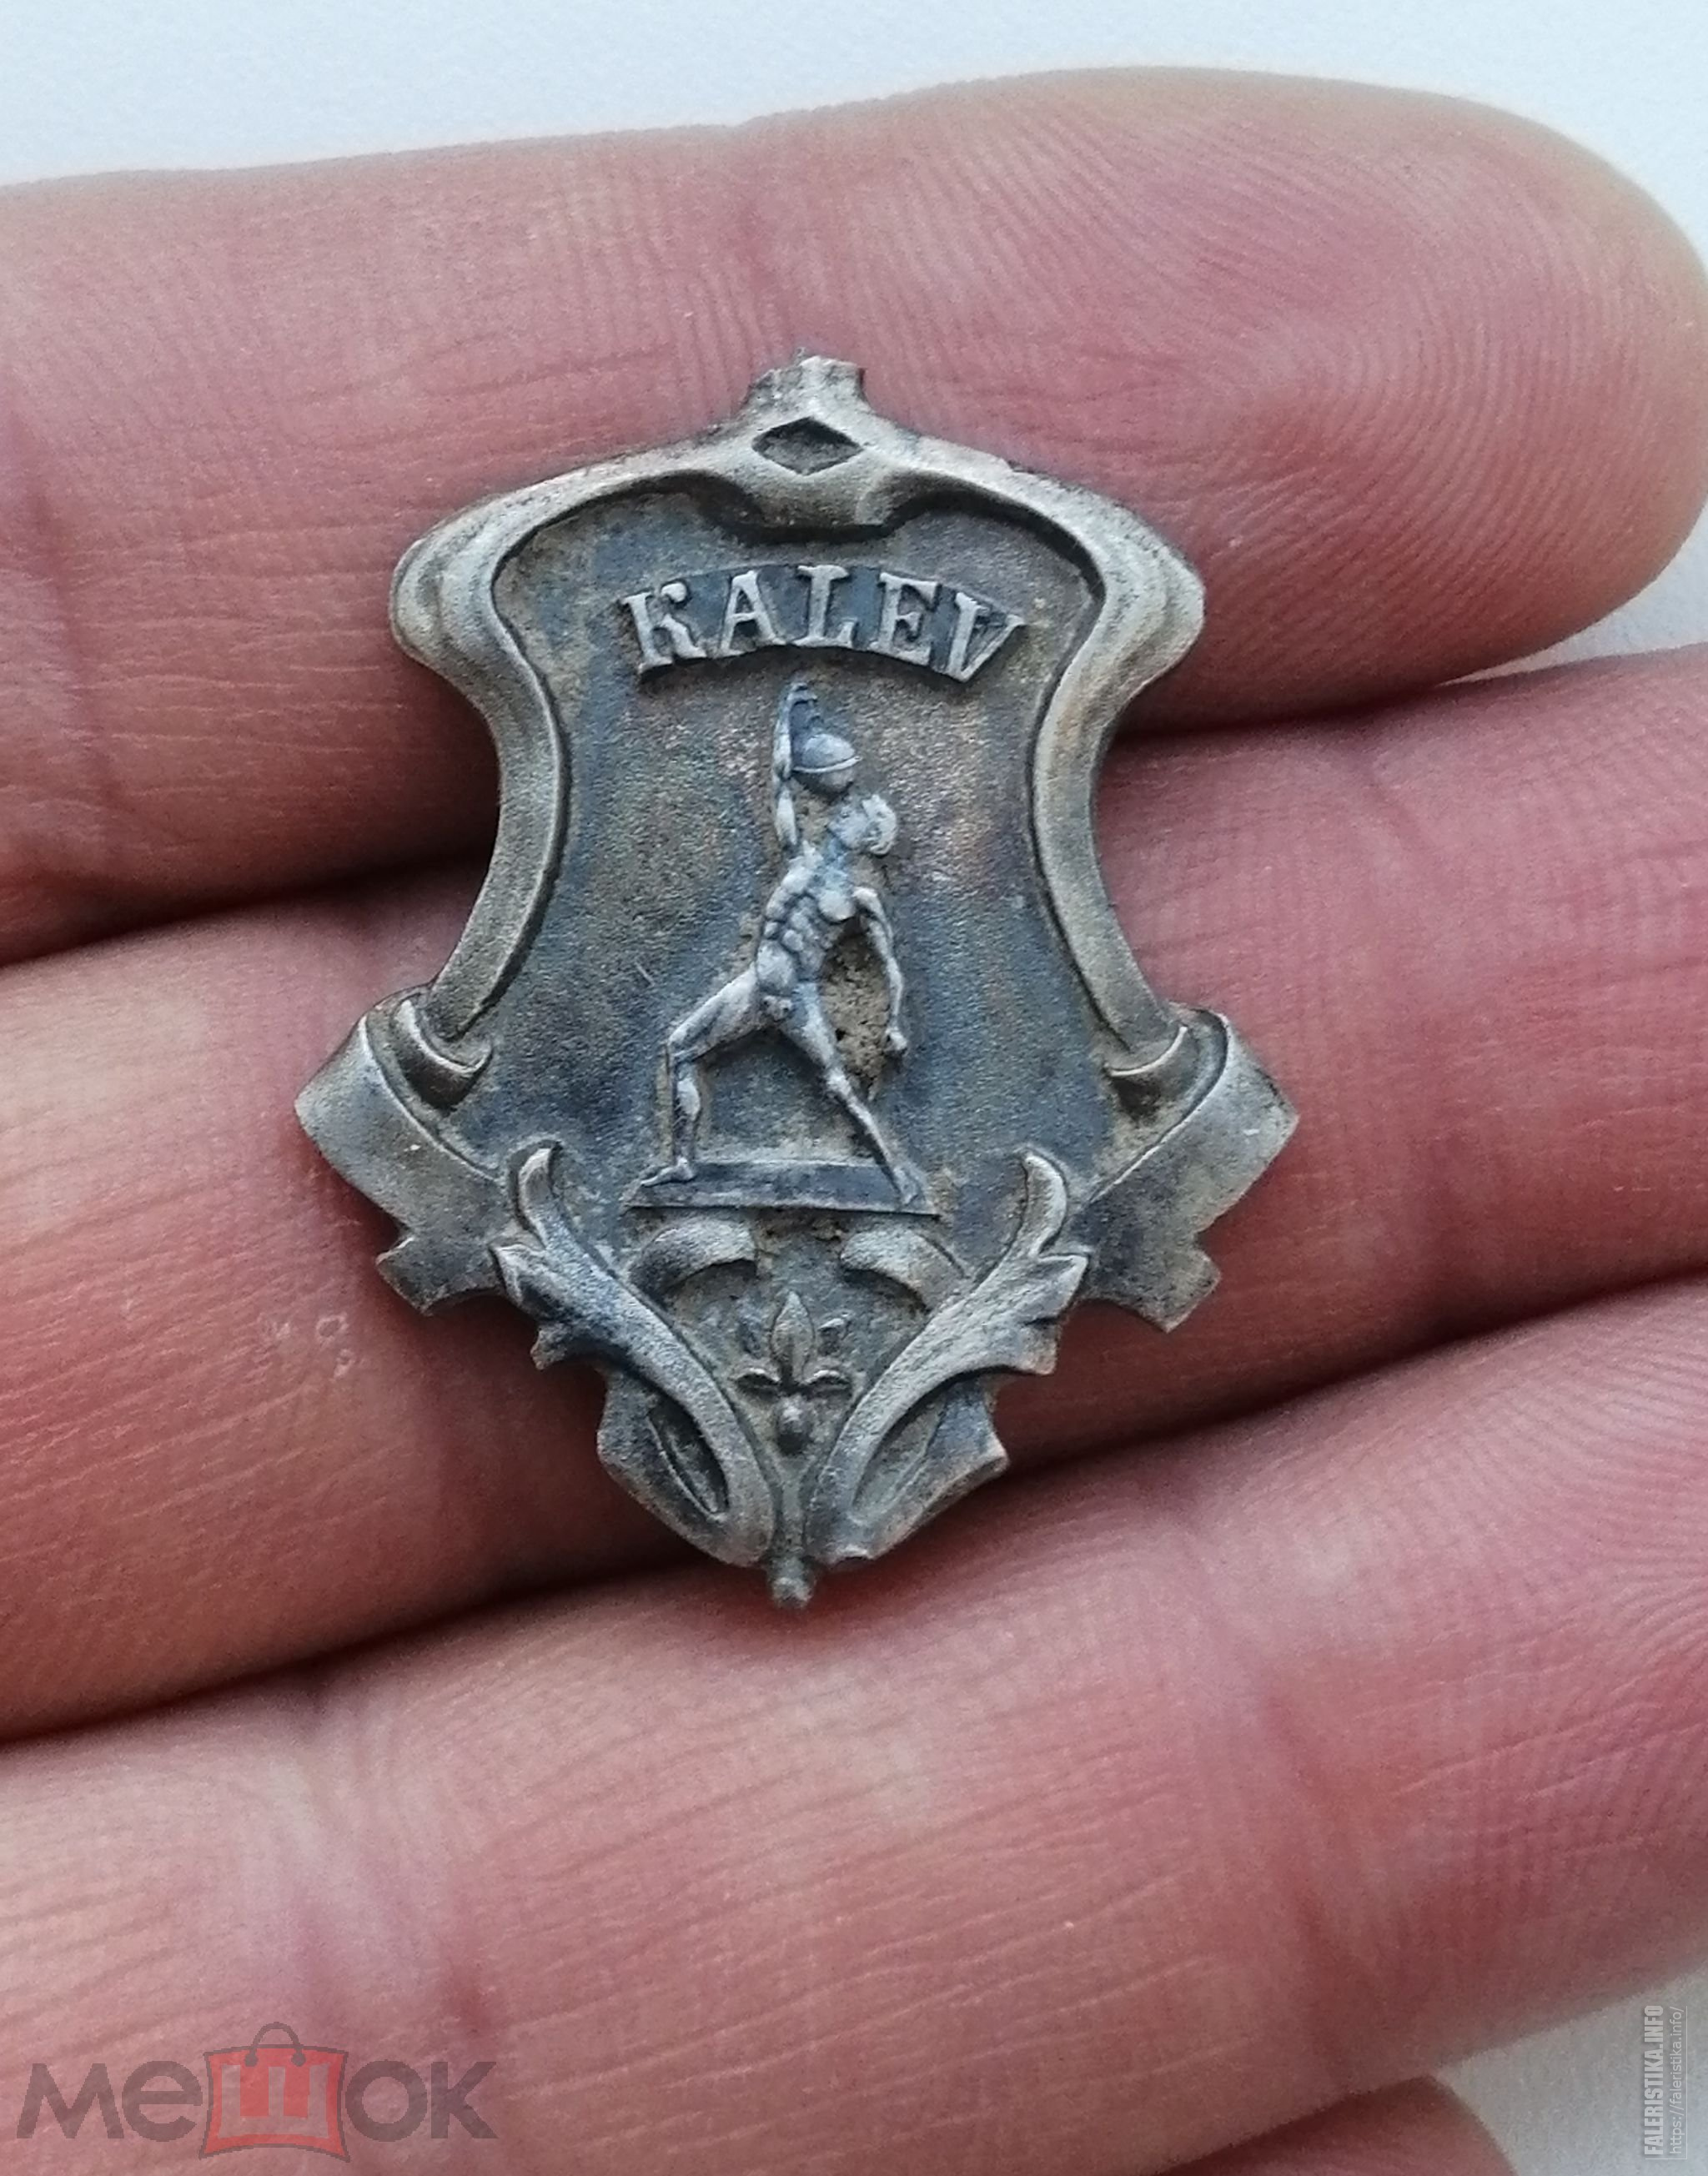 KALEV
мешок
FALERISTIKA.INFO
https://faleristika.info/